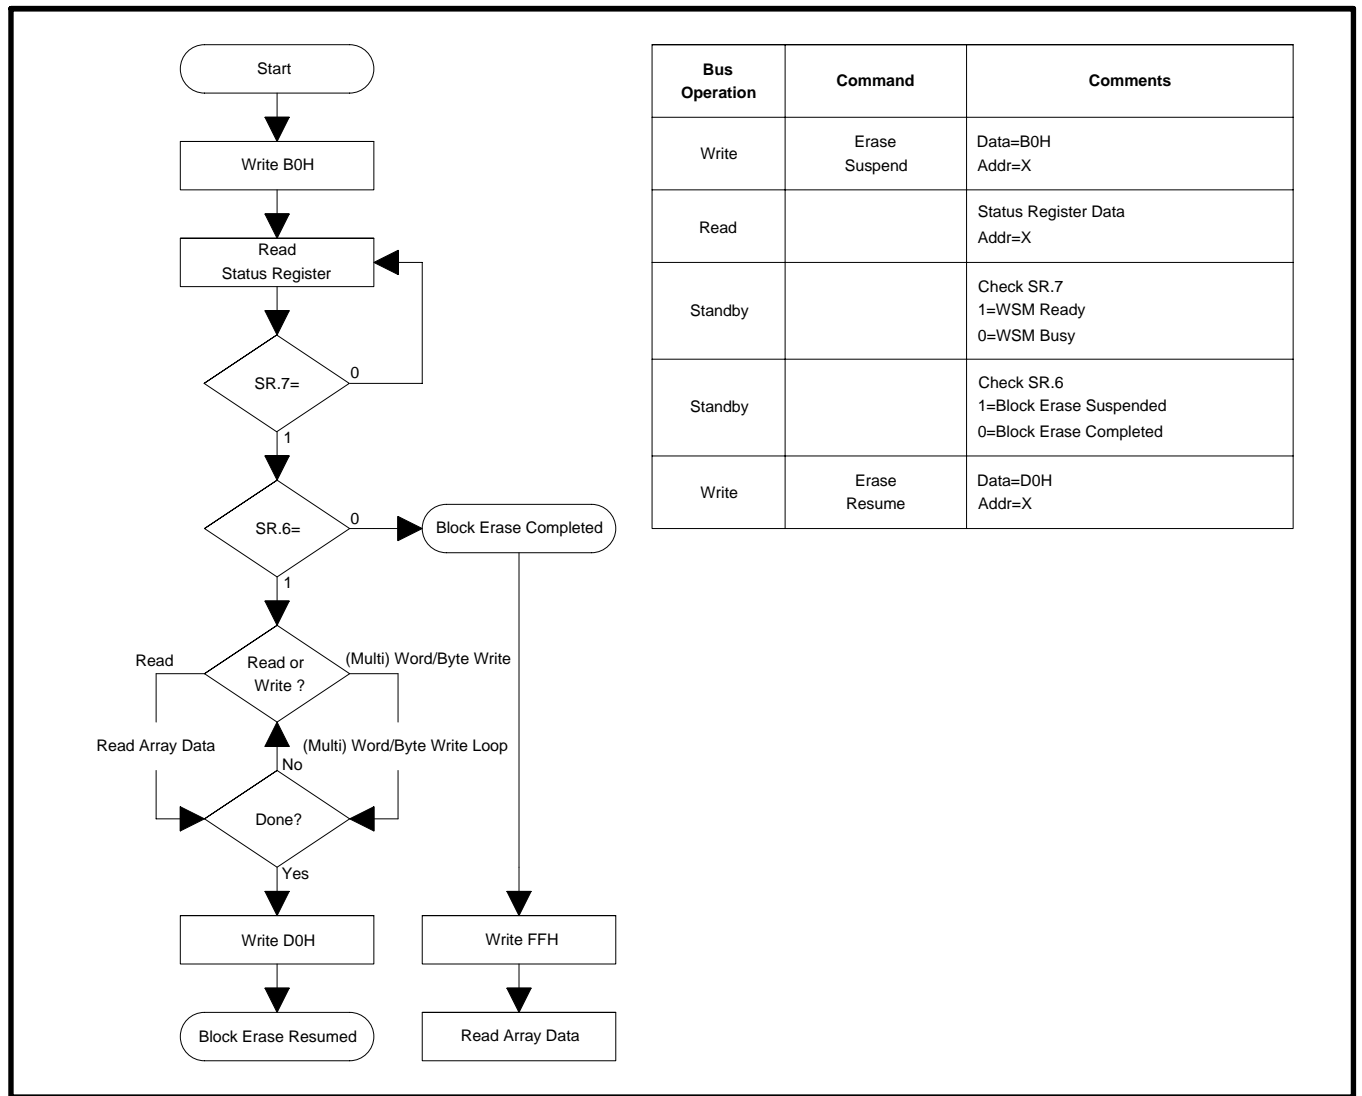 Start
Write B0H
Read
Status Register
SR.7=
0
1
SR.6=
0
Block Erase Completed
1
Read
Read or
Write ?
(Multi) Word/Byte Write
Read Array Data
(Multi) Word/Byte Write Loop
No
Done?
Yes
Write D0H
Write FFH
Block Erase Resumed
Read Array Data
Bus
Operation
Command
Comments
Write
Erase
Suspend
Data=B0H
Addr=X
Read
Status Register Data
Addr=X
Standby
Check SR.7
1=WSM Ready
0=WSM Busy
Standby
Check SR.6
1=Block Erase Suspended
0=Block Erase Completed
Write
Erase
Resume
Data=D0H
Addr=X